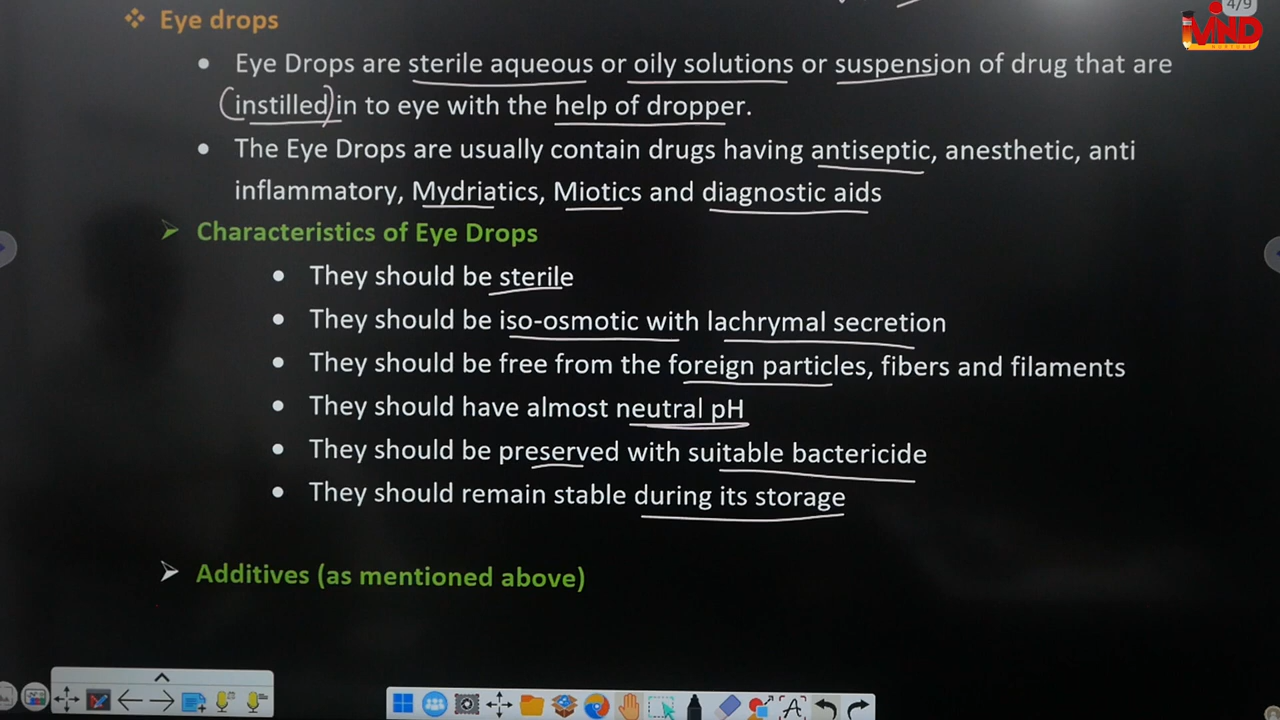 4/9
MIND
Eye drops
Eye Drops are sterile aqueous or oily solutions or suspension of drug that are
(instilled) in to eye with the help of dropper.
The Eye Drops are usually contain drugs having antiseptic, anesthetic, anti
inflammatory, Mydriatics, Miotics and diagnostic aids
Characteristics of Eye Drops
They should be sterile
They should be iso-osmotic with lachrymal secretion
They should be free from the foreign particles, fibers and filaments
They should have almost neutral pH
They should be preserved with suitable bactericide
They should remain stable during its storage
Additives (as mentioned above)